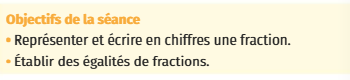 Objectifs de la séance
• Représenter et écrire en chiffres une fraction.
• Établir des égalités de fractions.